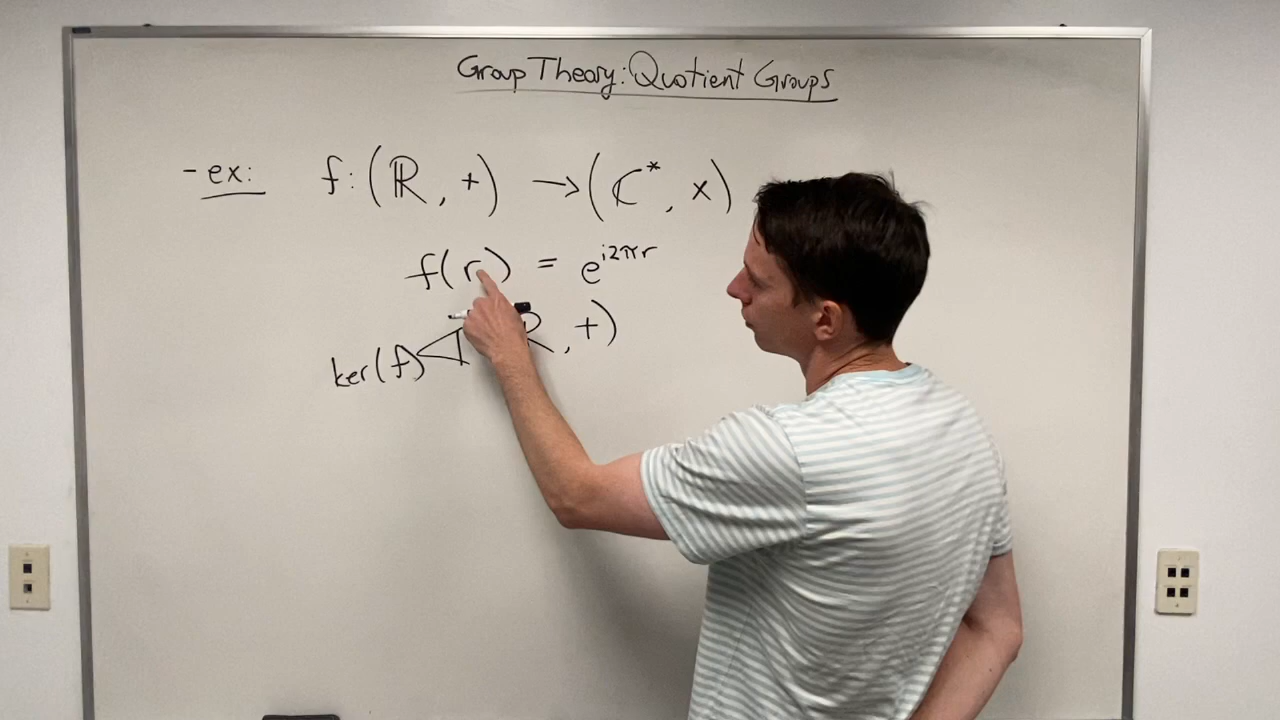 Group Theory: Quotient Groups
- ex: f: (ℝ, +) → (ℂ*, ×)
f(r) = e^{i2πr}
ker(f) ◁ ℝ, +)